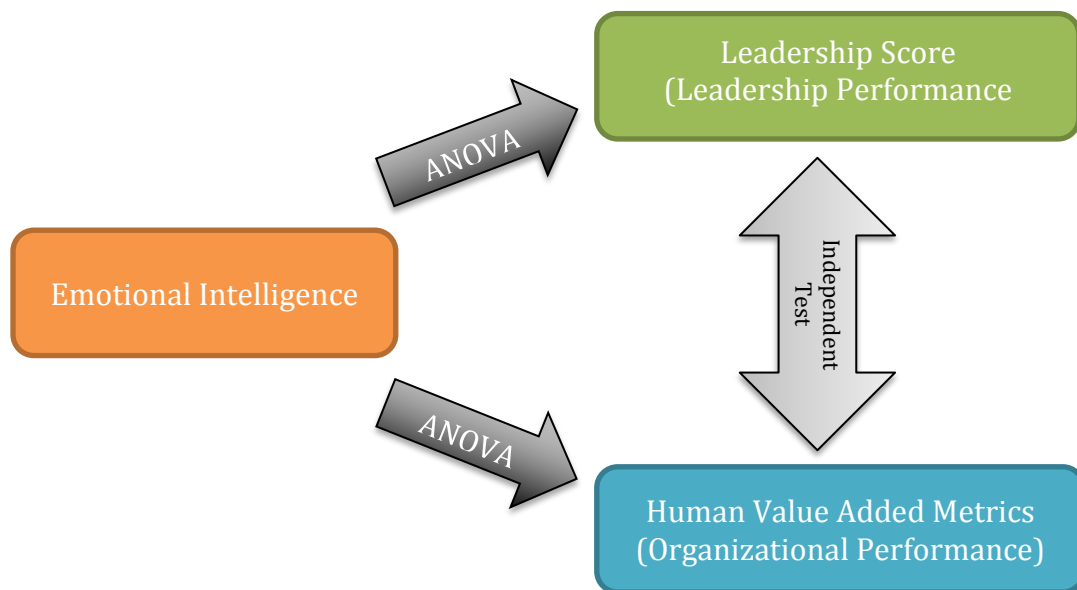 Leadership Score
(Leadership Performance
ANOVA
Emotional Intelligence
Independent
Test
ANOVA
Human Value Added Metrics
(Organizational Performance)